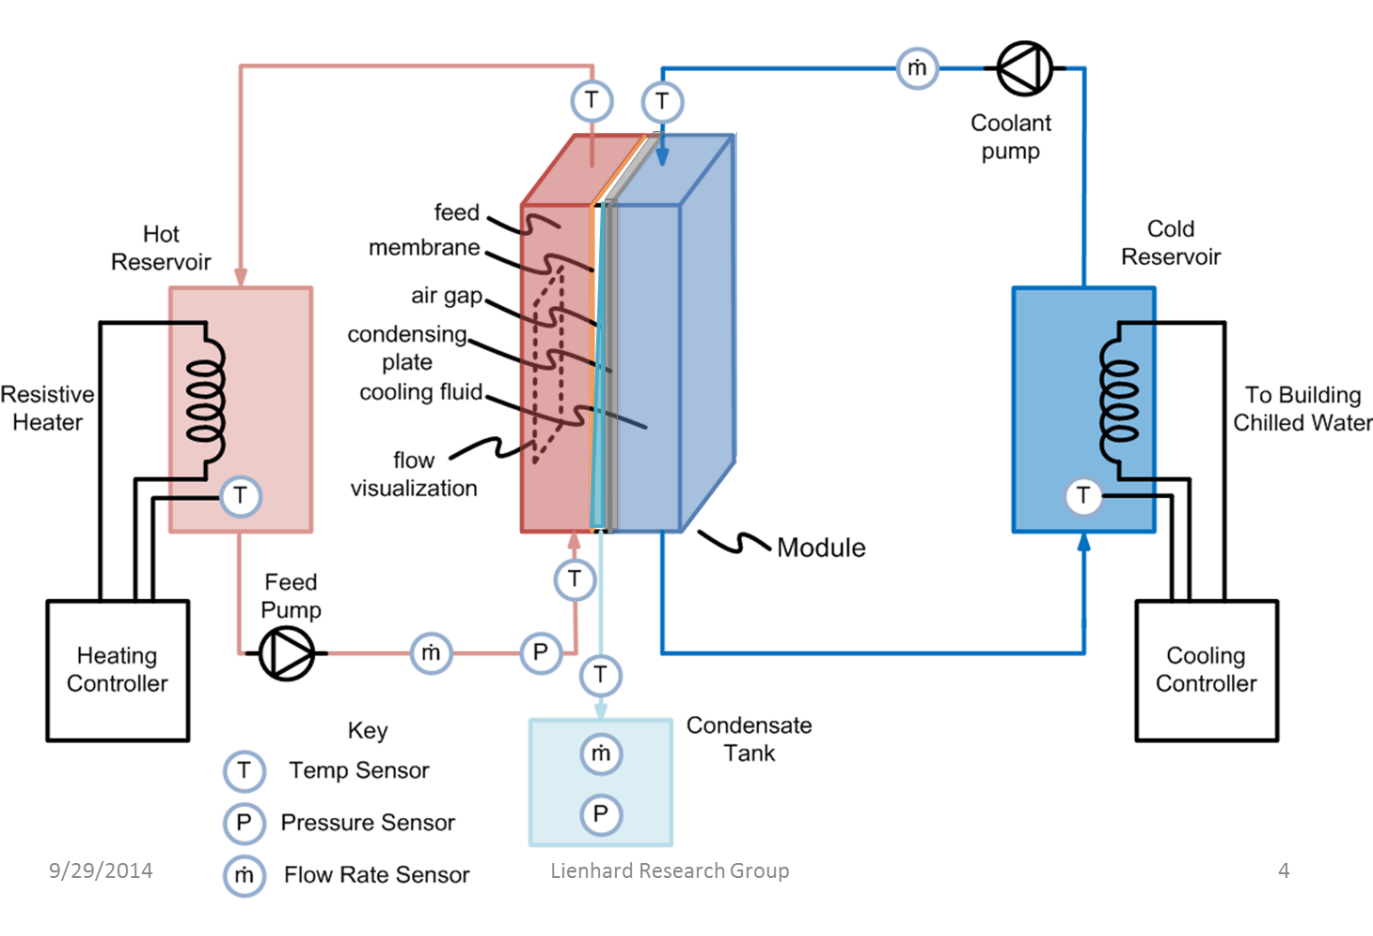 ṁ
Coolant
pump
T
T
feed
membrane
air gap
condensing
plate
cooling fluid
flow
visualization
Hot
Reservoir
Cold
Reservoir
Resistive
Heater
To Building
Chilled Water
T
T
Module
T
Feed
Pump
ṁ
P
T
Heating
Controller
Cooling
Controller
Condensate
Tank
ṁ
P
Key
T Temp Sensor
P Pressure Sensor
ṁ Flow Rate Sensor
9/29/2014
Lienhard Research Group
4